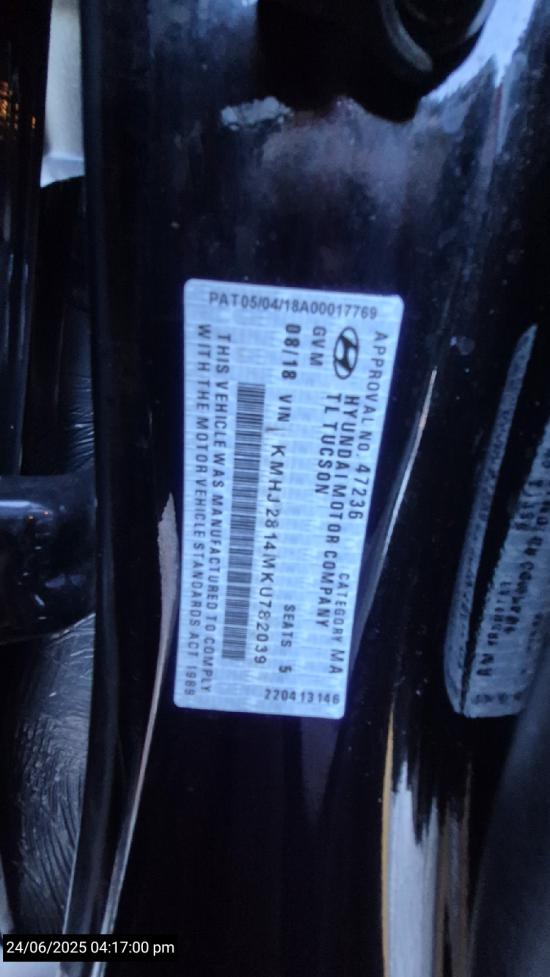 PAT05/04/18A00017769
APPROVAL NO. 47236 CATEGORY MA
HYUNDAI MOTOR COMPANY
TL TUCSON
GVM SEATS 5
08/18 VIN KMHJ2814MKU782039
THIS VEHICLE WAS MANUFACTURED TO COMPLY
WITH THE MOTOR VEHICLE STANDARDS ACT 1989
220413146
24/06/2025 04:17:00 pm